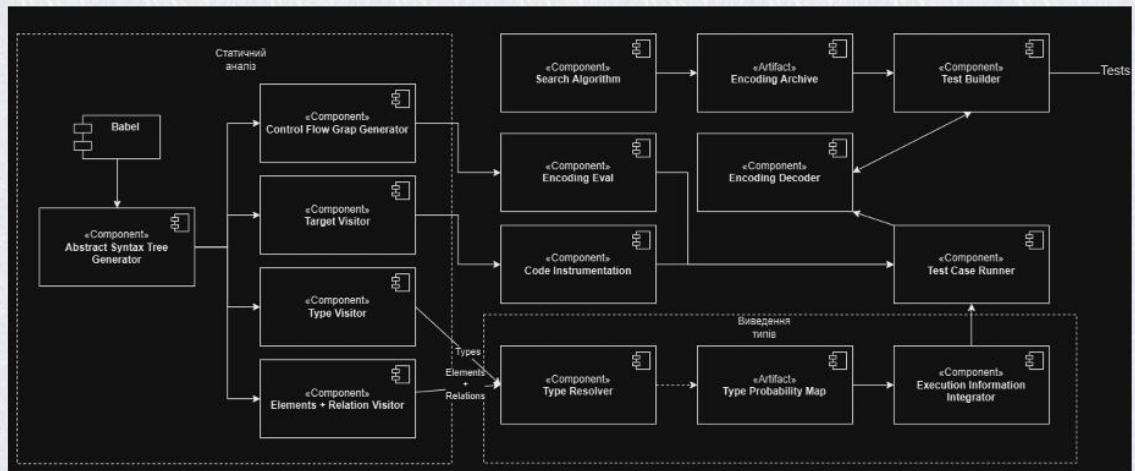 Статичний
аналіз
Babel
«Component»
Abstract Syntax Tree
Generator
«Component»
Control Flow Grap Generator
«Component»
Target Visitor
«Component»
Type Visitor
«Component»
Elements + Relation Visitor
Types
Elements
+
Relations
«Component»
Search Algorithm
«Artifact»
Encoding Archive
«Component»
Test Builder
Tests
«Component»
Encoding Eval
«Component»
Encoding Decoder
«Component»
Code Instrumentation
«Component»
Test Case Runner
Виведення
типів
«Component»
Type Resolver
«Artifact»
Type Probability Map
«Component»
Execution Information
Integrator